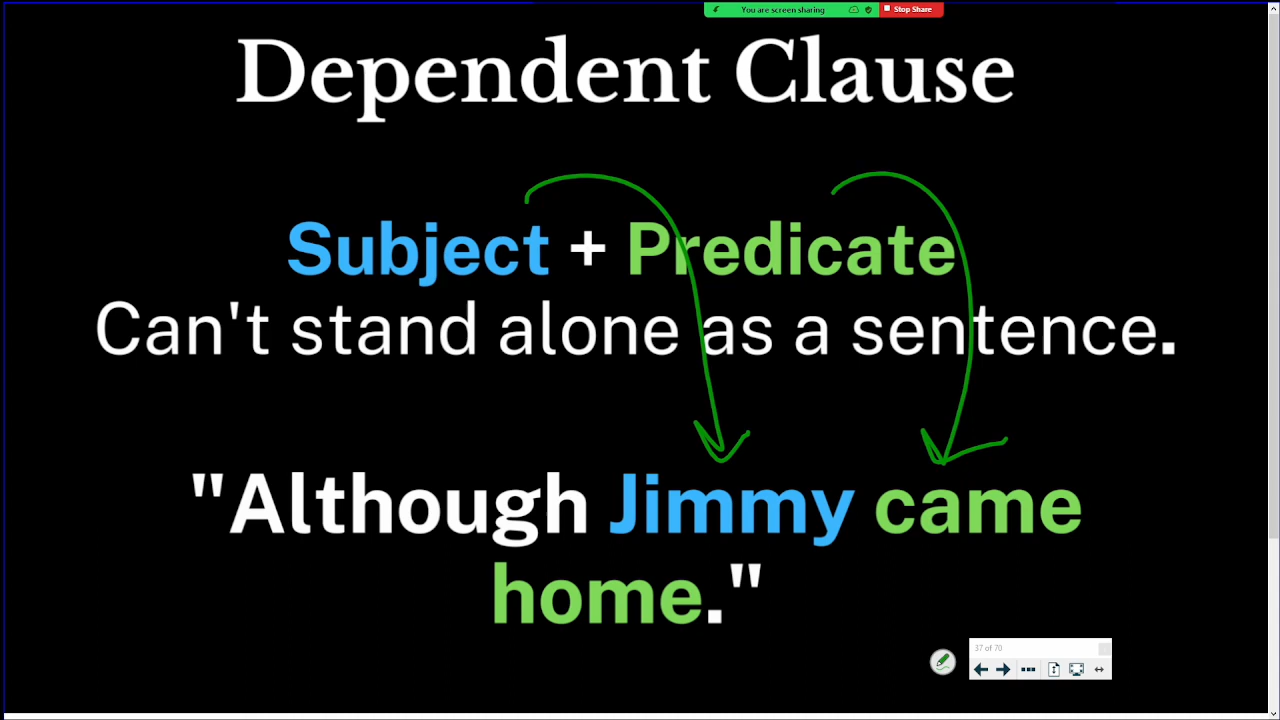 You are screen sharing
Stop Share
Dependent Clause
Subject + Predicate
Can't stand alone as a sentence.
"Although Jimmy came
home."
37 of 70